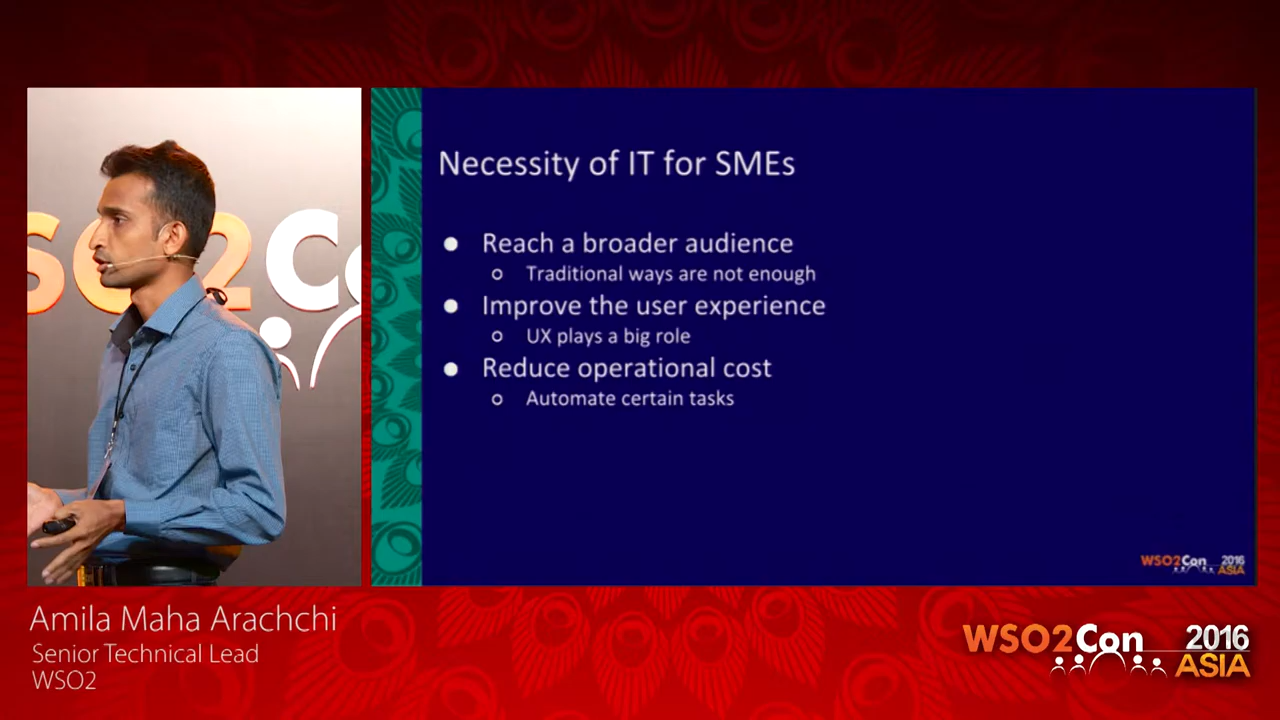 SO2Co
Necessity of IT for SMEs
● Reach a broader audience
○ Traditional ways are not enough
● Improve the user experience
○ UX plays a big role
● Reduce operational cost
○ Automate certain tasks
WSO2Con 2016
ASIA
Amila Maha Arachchi
Senior Technical Lead
WSO2
WSO2Con 2016
ASIA